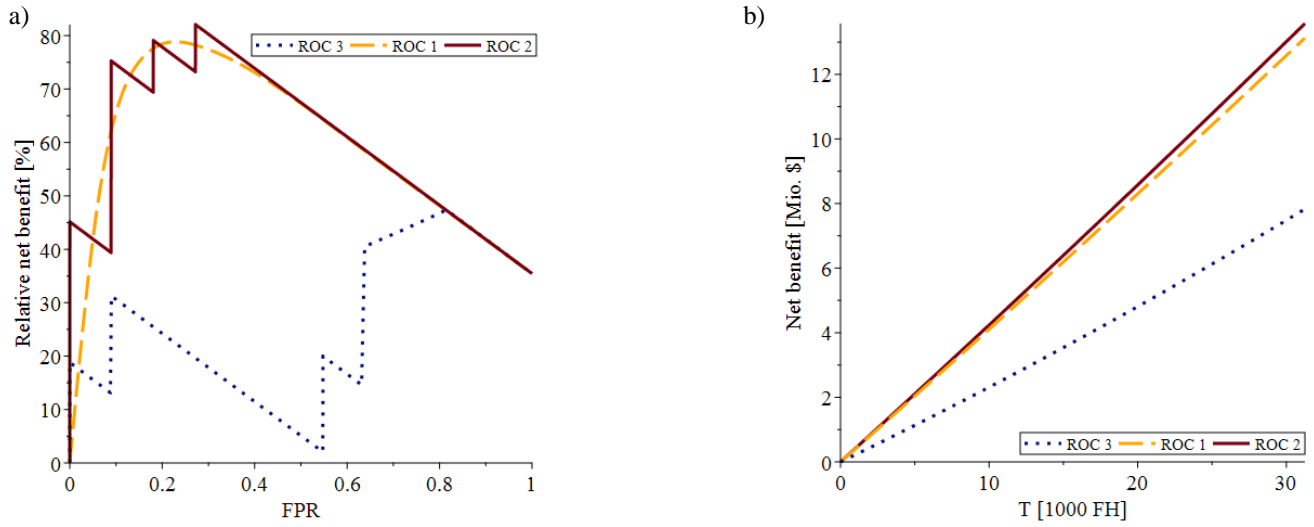 a)
80
70
60
50
40
30
20
10
0
Relative net benefit [%]
ROC 3 ROC 1 ROC 2
0 0.2 0.4 0.6 0.8 1
FPR
b)
12
10
8
6
4
2
0
Net benefit [Mio. $]
ROC 3 ROC 1 ROC 2
0 10 20 30
T [1000 FH]